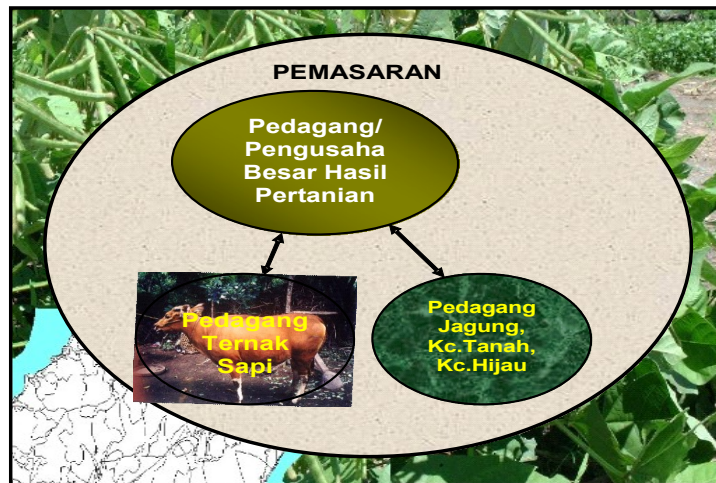 PEMASARAN
Pedagang/
Pengusaha
Besar Hasil
Pertanian
Pedagang
Ternak
Sapi
Pedagang
Jagung,
Kc.Tanah,
Kc.Hijau